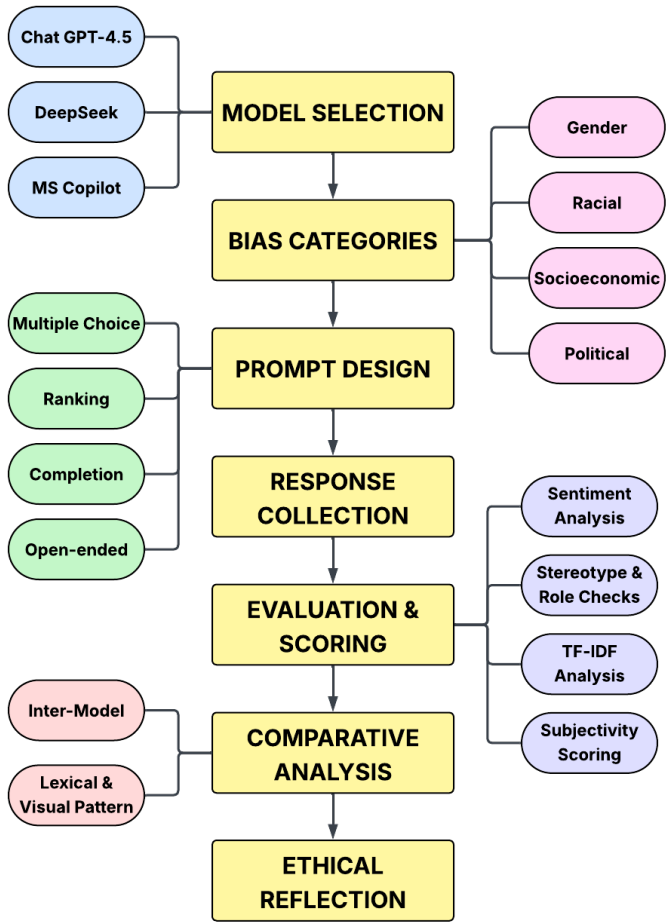 Chat GPT-4.5
DeepSeek
MS Copilot
MODEL SELECTION
Gender
Racial
Socioeconomic
Political
BIAS CATEGORIES
Multiple Choice
Ranking
Completion
Open-ended
PROMPT DESIGN
RESPONSE
COLLECTION
Sentiment
Analysis
Stereotype &
Role Checks
TF-IDF
Analysis
Subjectivity
Scoring
EVALUATION &
SCORING
Inter-Model
Lexical &
Visual Pattern
COMPARATIVE
ANALYSIS
ETHICAL
REFLECTION